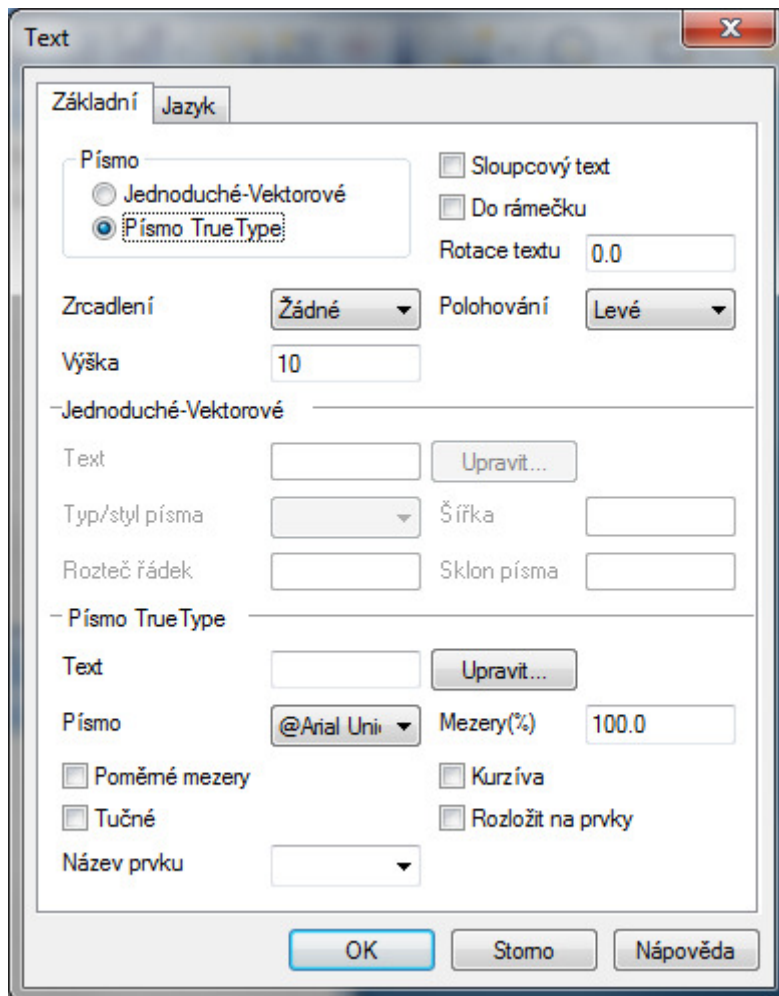 Text
Základní
Jazyk
Písmo
Jednoduché-Vektorové
Písmo TrueType
Sloupcový text
Do rámečku
Rotace textu 0.0
Zrcadlení Žádné
Polohování Levé
Výška 10
Jednoduché-Vektorové
Text Upravit...
Typ/styl písma Šířka
Rozteč řádek Sklon písma
Písmo TrueType
Text Upravit...
Písmo @Arial Uni Mezery(%) 100.0
Poměrné mezery Kurzíva
Tučné Rozložit na prvky
Název prvku
OK Storno Nápověda